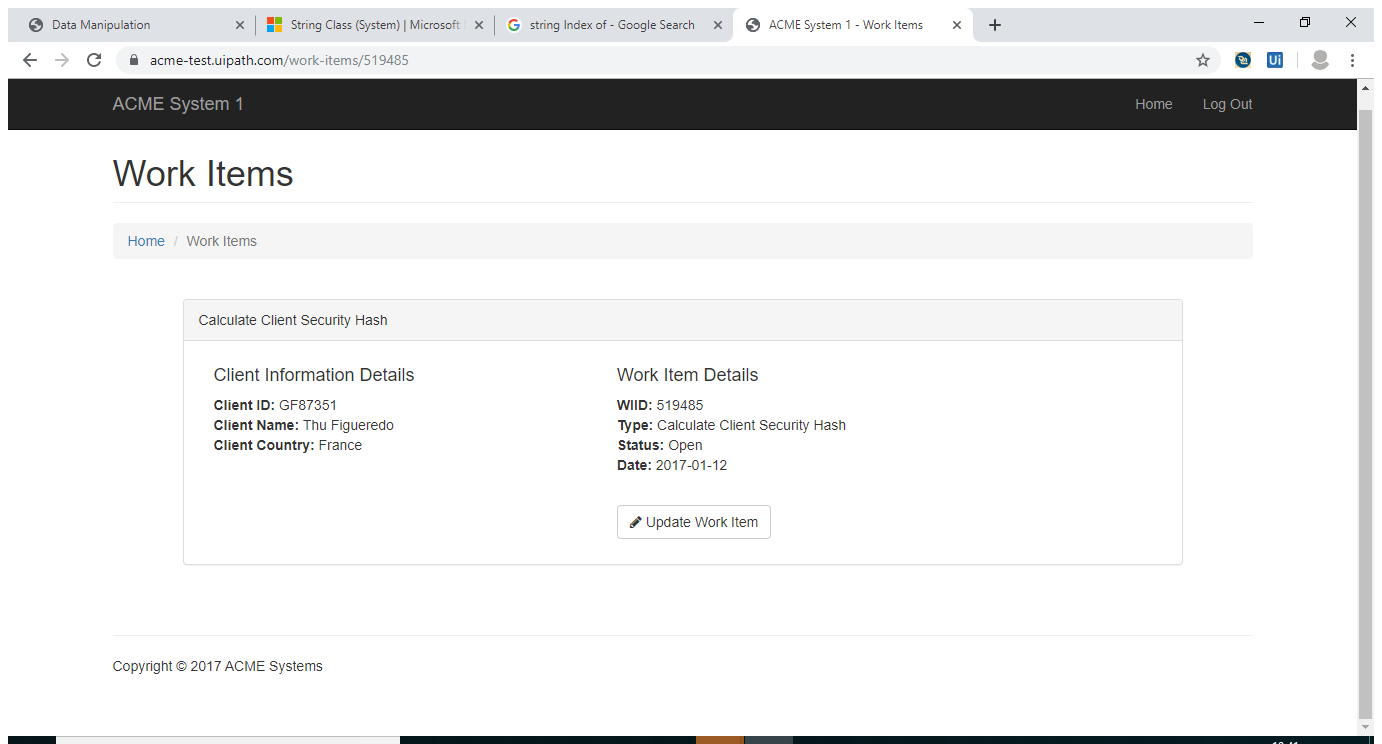 Data Manipulation
String Class (System) | Microsoft
string Index of - Google Search
ACME System 1 - Work Items
acme-test.uipath.com/work-items/519485
Ui
ACME System 1
Home
Log Out
Work Items
Home / Work Items
Calculate Client Security Hash
Client Information Details
Client ID: GF87351
Client Name: Thu Figueredo
Client Country: France
Work Item Details
WIID: 519485
Type: Calculate Client Security Hash
Status: Open
Date: 2017-01-12
Update Work Item
Copyright © 2017 ACME Systems